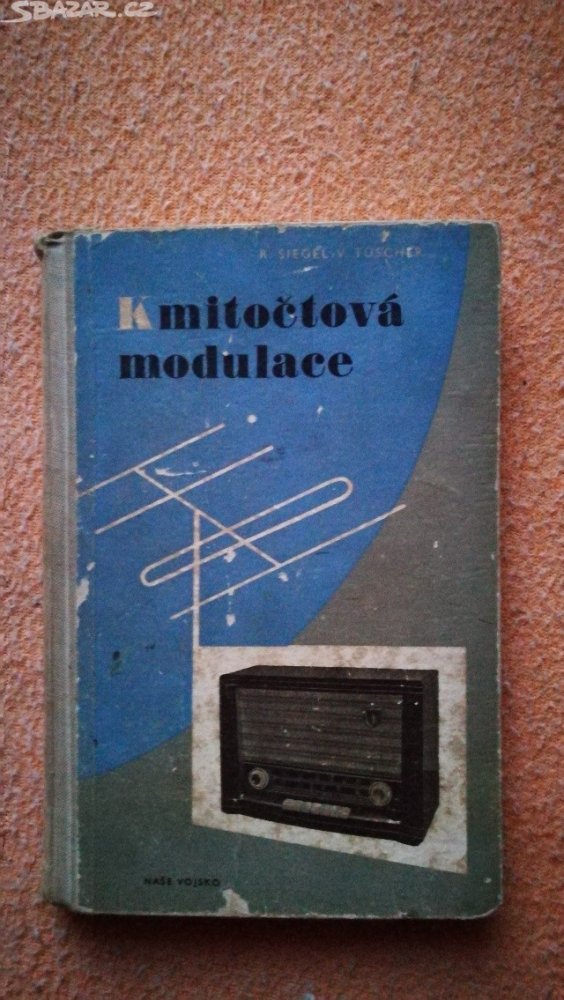 SBAZAR.CZ
R. SIEGEL-V. TUSCHER
Kmitočtová
modulace
NAŠE VOJSKO